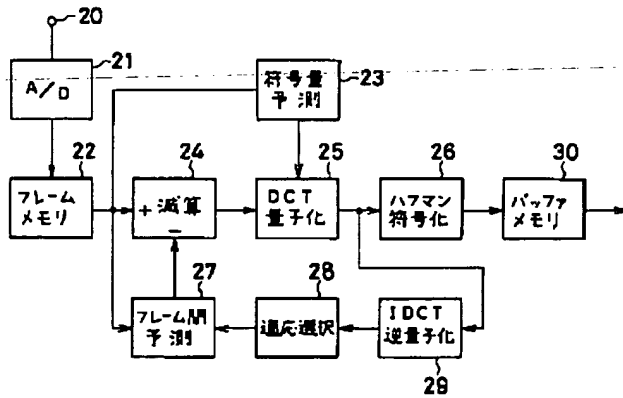 20
21
A/D
符号量
予測
23
22
フレーム
メモリ
24
+ 減算
−
25
DCT
量子化
26
ハフマン
符号化
30
バッファ
メモリ
27
フレーム間
予測
28
適応選択
IDCT
逆量子化
29